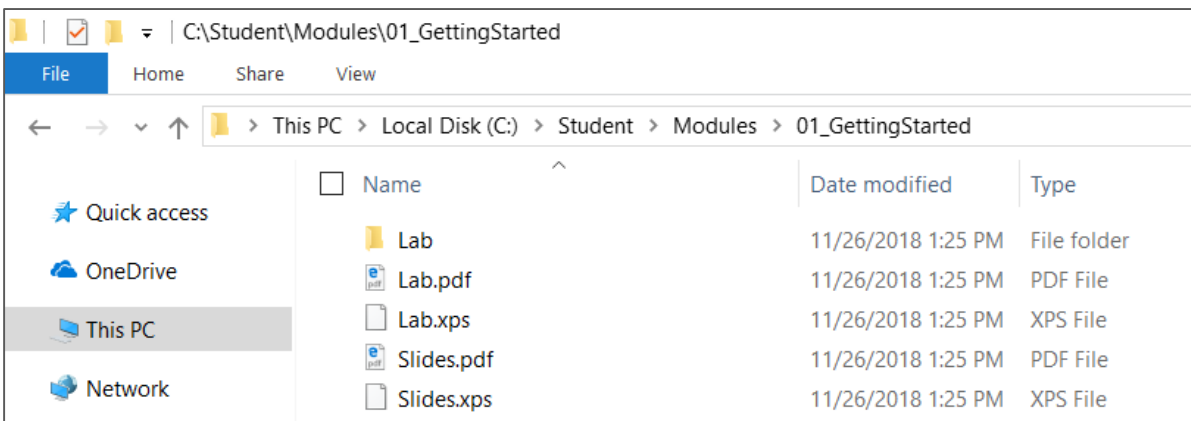 C:\Student\Modules\01_GettingStarted
File Home Share View
This PC > Local Disk (C:) > Student > Modules > 01_GettingStarted
Name Date modified Type
Quick access
Lab 11/26/2018 1:25 PM File folder
OneDrive
Lab.pdf 11/26/2018 1:25 PM PDF File
Lab.xps 11/26/2018 1:25 PM XPS File
This PC
Slides.pdf 11/26/2018 1:25 PM PDF File
Network
Slides.xps 11/26/2018 1:25 PM XPS File